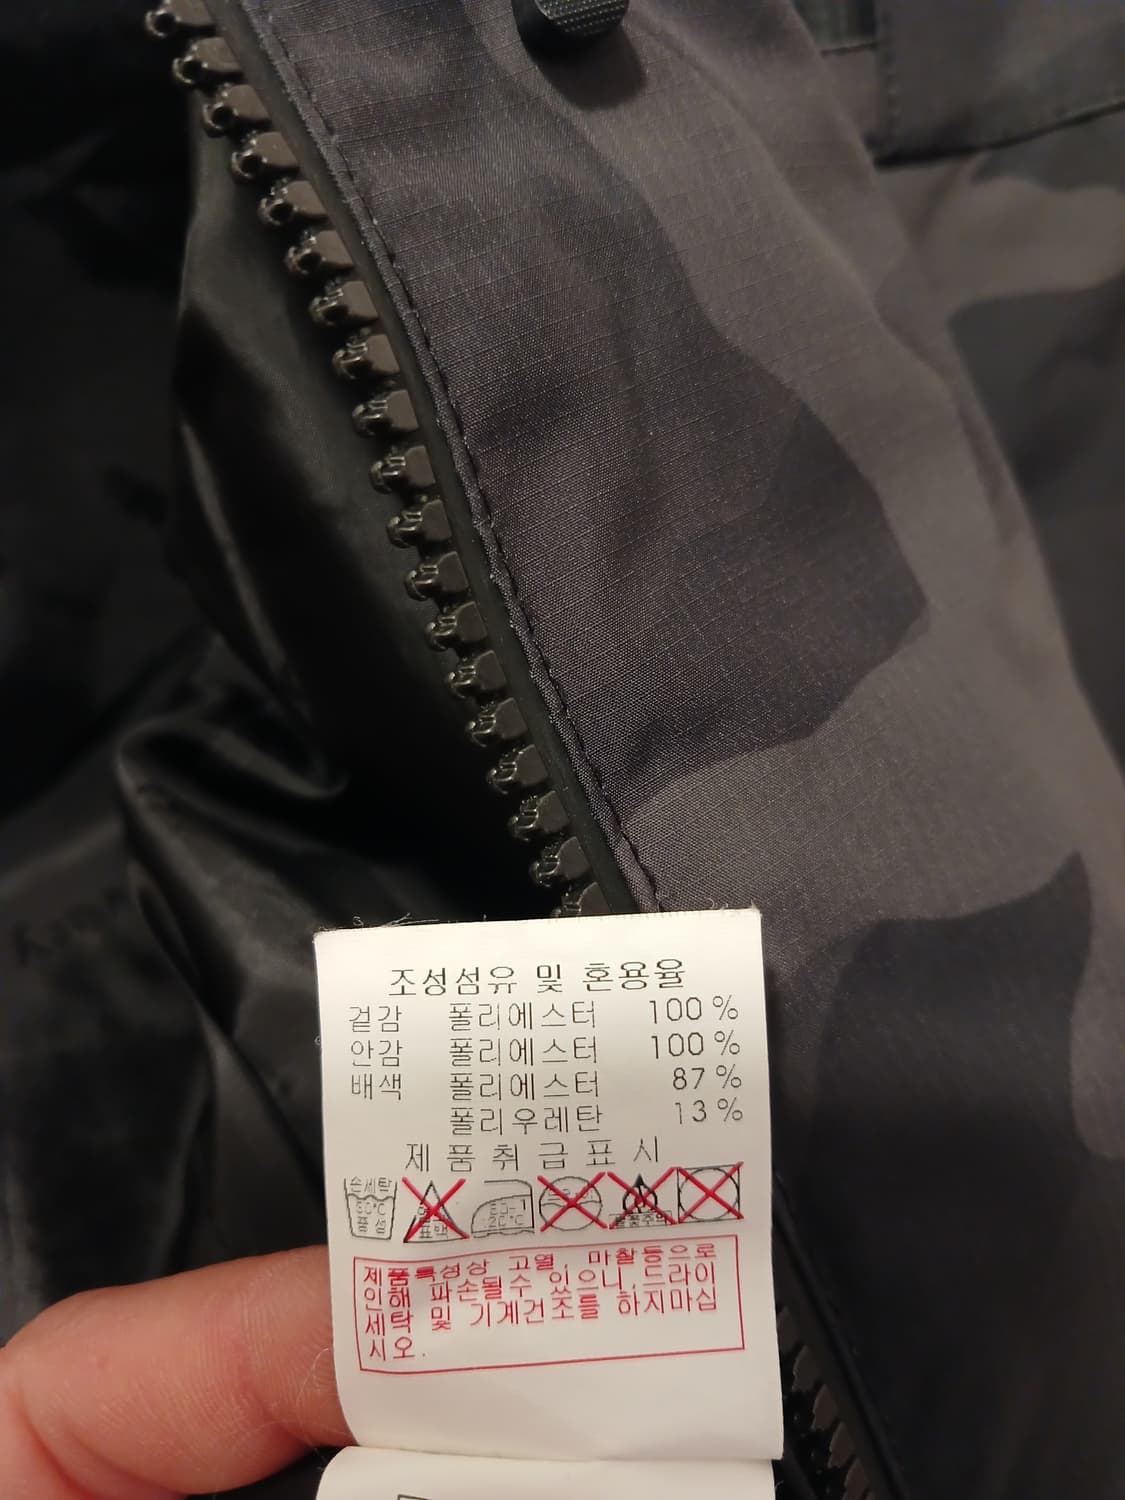 조성섬유 및 혼용율
겉감 폴리에스터 100 %
안감 폴리에스터 100 %
배색 폴리에스터 87 %
폴리우레탄 13 %
제 품 취 급 표 시
손세탁
30°C
중성
표백
제품특성상 고열, 마찰등으로
인해 파손될수 있으니,드라이
세탁 및 기계건조를 하지마십
시오.